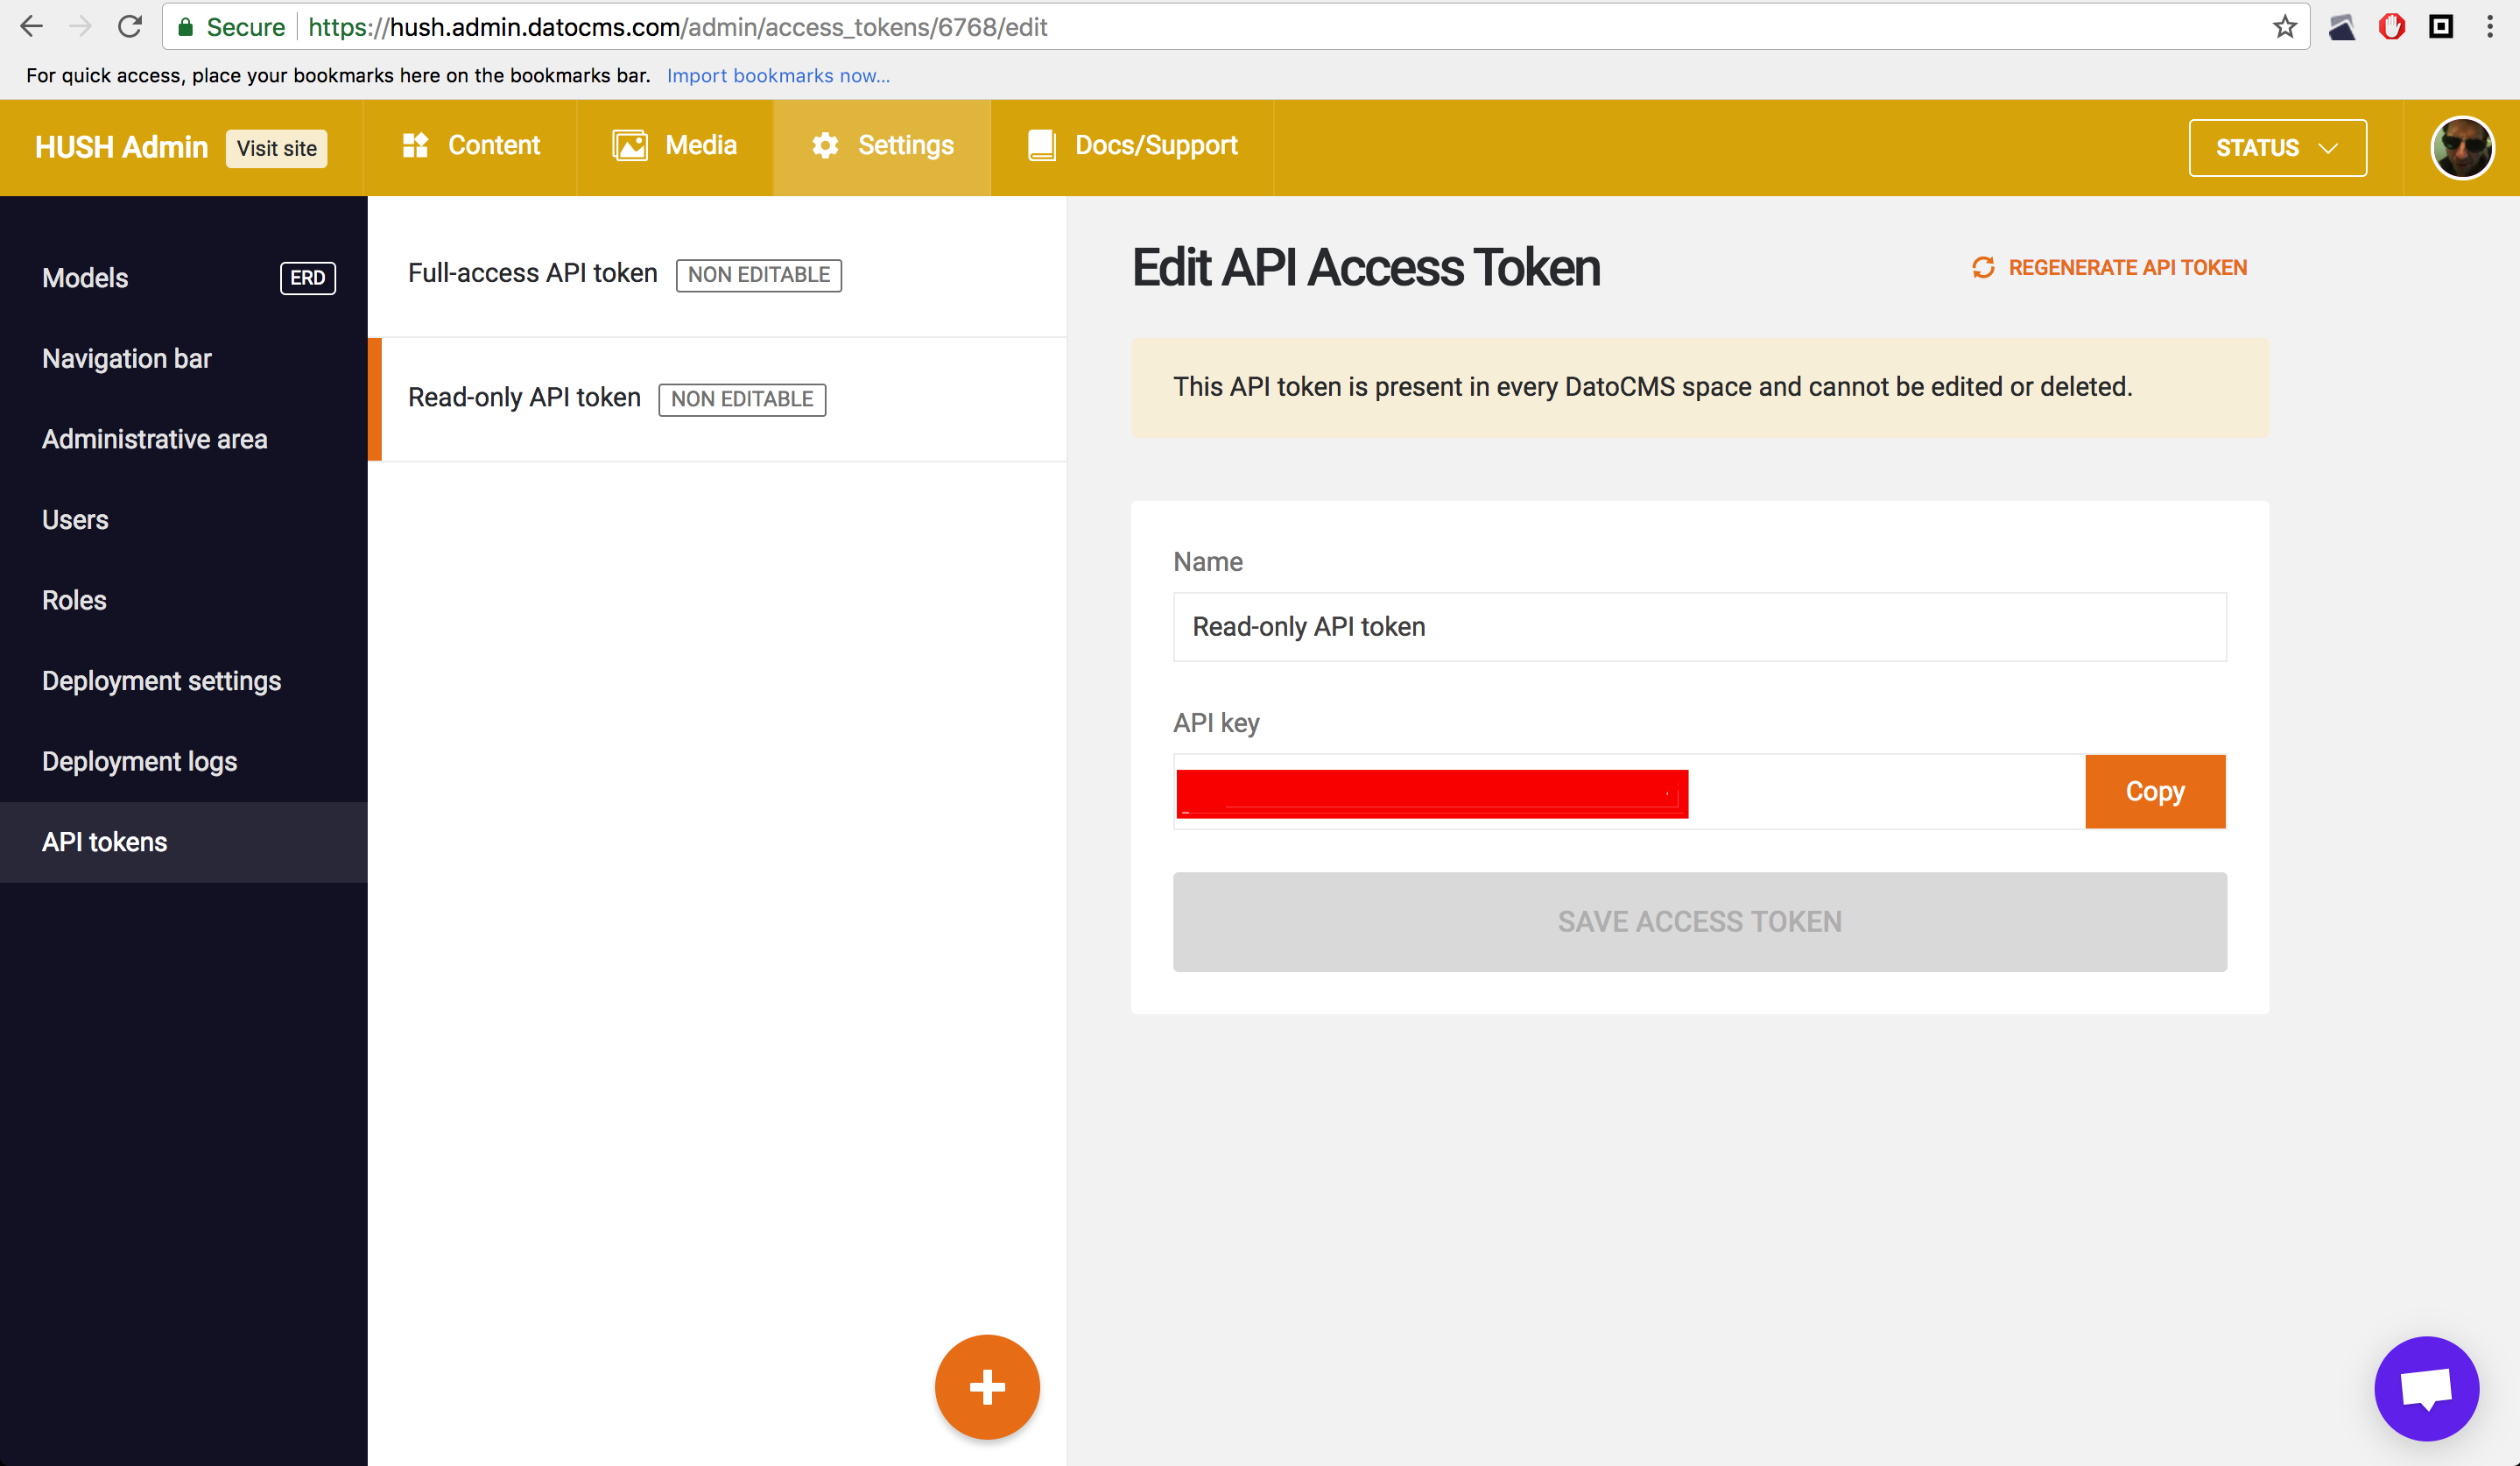 Secure https://hush.admin.datocms.com/admin/access_tokens/6768/edit
For quick access, place your bookmarks here on the bookmarks bar. Import bookmarks now...
HUSH Admin Visit site Content Media Settings Docs/Support STATUS
Models ERD
Navigation bar
Administrative area
Users
Roles
Deployment settings
Deployment logs
API tokens
Full-access API token NON EDITABLE
Read-only API token NON EDITABLE
Edit API Access Token REGENERATE API TOKEN
This API token is present in every DatoCMS space and cannot be edited or deleted.
Name
Read-only API token
API key
Copy
SAVE ACCESS TOKEN